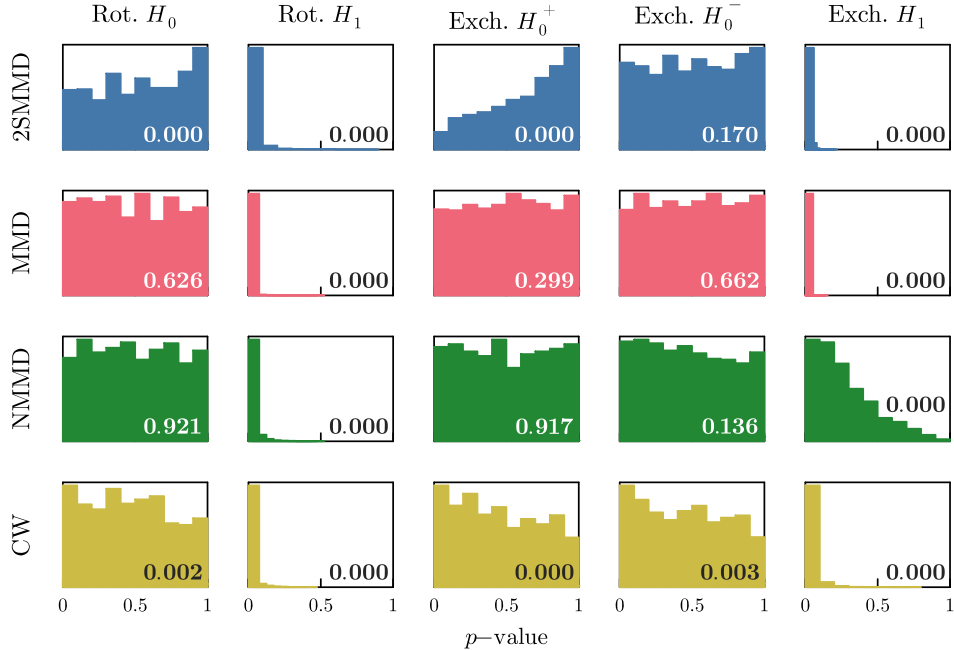 Rot. H₀ Rot. H₁ Exch. H₀⁺ Exch. H₀⁻ Exch. H₁
2SMMD
0.000 0.000 0.000 0.170 0.000
MMD
0.626 0.000 0.299 0.662 0.000
NMMD
0.921 0.000 0.917 0.136 0.000
CW
0.002 0.000 0.000 0.003 0.000
0 0.5 1 0 0.5 1 0 0.5 1 0 0.5 1 0 0.5 1
p−value